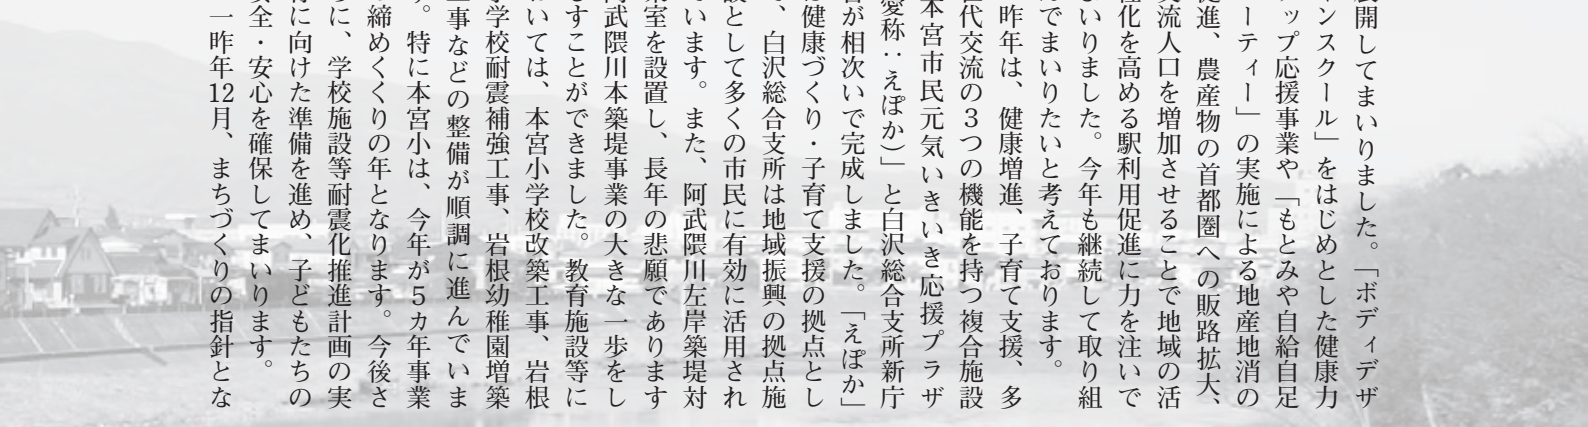 展開してまいりました。「ボディデザ
ンスクール」をはじめとした健康力
ップ応援事業や「もとみや自給自足
ーティー」の実施による地産地消の
促進、農産物の首都圏への販路拡大、
交流人口を増加させることで地域の活
性化を高める駅利用促進に力を注いで
いりました。今年も継続して取り組
でまいりたいと考えております。
昨年は、健康増進、子育て支援、多
世代交流の３つの機能を持つ複合施設
本宮市民元気いきいき応援プラザ
愛称：えぽか）」と白沢総合支所新庁
舎が相次いで完成しました。「えぽか」
健康づくり・子育て支援の拠点とし
、白沢総合支所は地域振興の拠点施
設として多くの市民に有効に活用され
います。また、阿武隈川左岸築堤対
策室を設置し、長年の悲願であります
阿武隈川本築堤事業の大きな一歩をし
すことができました。教育施設等に
いては、本宮小学校改築工事、岩根
小学校耐震補強工事、岩根幼稚園増築
工事などの整備が順調に進んでいま
。特に本宮小は、今年が５カ年事業
締めくくりの年となります。今後さ
に、学校施設等耐震化推進計画の実
に向けた準備を進め、子どもたちの
安全・安心を確保してまいります。
一昨年12月、まちづくりの指針とな